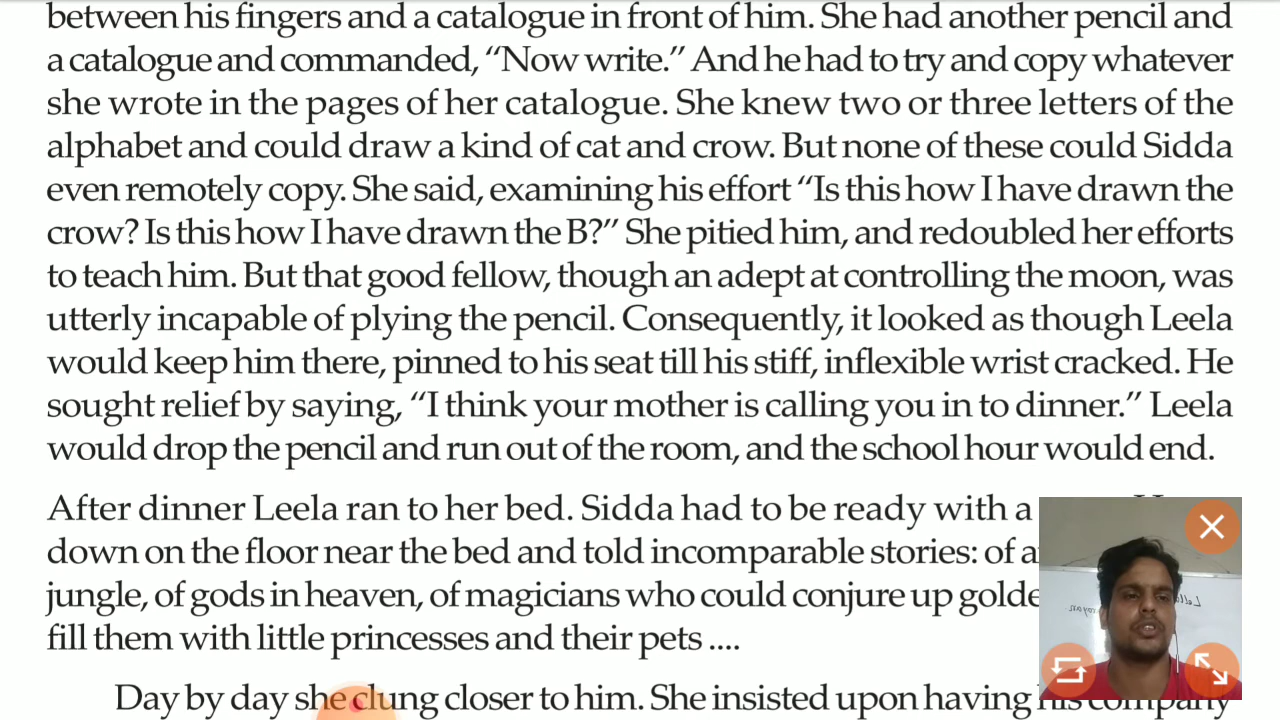 between his fingers and a catalogue in front of him. She had another pencil and
a catalogue and commanded, “Now write.” And he had to try and copy whatever
she wrote in the pages of her catalogue. She knew two or three letters of the
alphabet and could draw a kind of cat and crow. But none of these could Sidda
even remotely copy. She said, examining his effort “Is this how I have drawn the
crow? Is this how I have drawn the B?” She pitied him, and redoubled her efforts
to teach him. But that good fellow, though an adept at controlling the moon, was
utterly incapable of plying the pencil. Consequently, it looked as though Leela
would keep him there, pinned to his seat till his stiff, inflexible wrist cracked. He
sought relief by saying, “I think your mother is calling you in to dinner.” Leela
would drop the pencil and run out of the room, and the school hour would end.
After dinner Leela ran to her bed. Sidda had to be ready with a
down on the floor near the bed and told incomparable stories: of
jungle, of gods in heaven, of magicians who could conjure up
fill them with little princesses and their pets ....
Day by day she clung closer to him. She insisted upon having his company